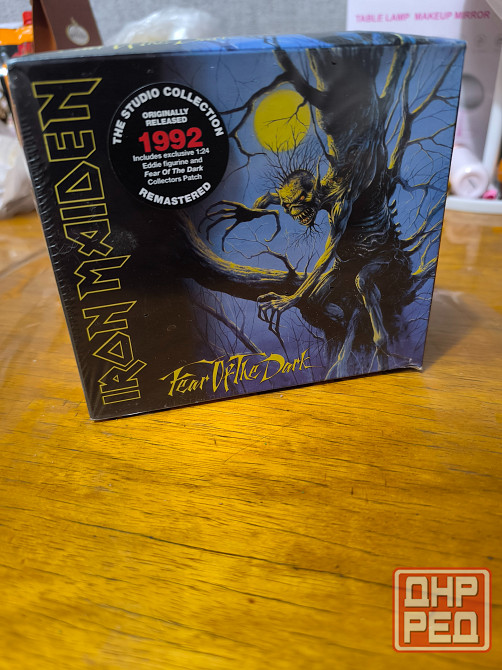 TABLE LAMP MAKEUP MIRROR
IRON MAIDEN
THE STUDIO COLLECTION
ORIGINALLY
RELEASED
1992
Includes exclusive 1:24
Eddie figurine and
Fear Of The Dark
Collectors Patch
REMASTERED
Fear Of The Dark
ДНР
РЕД